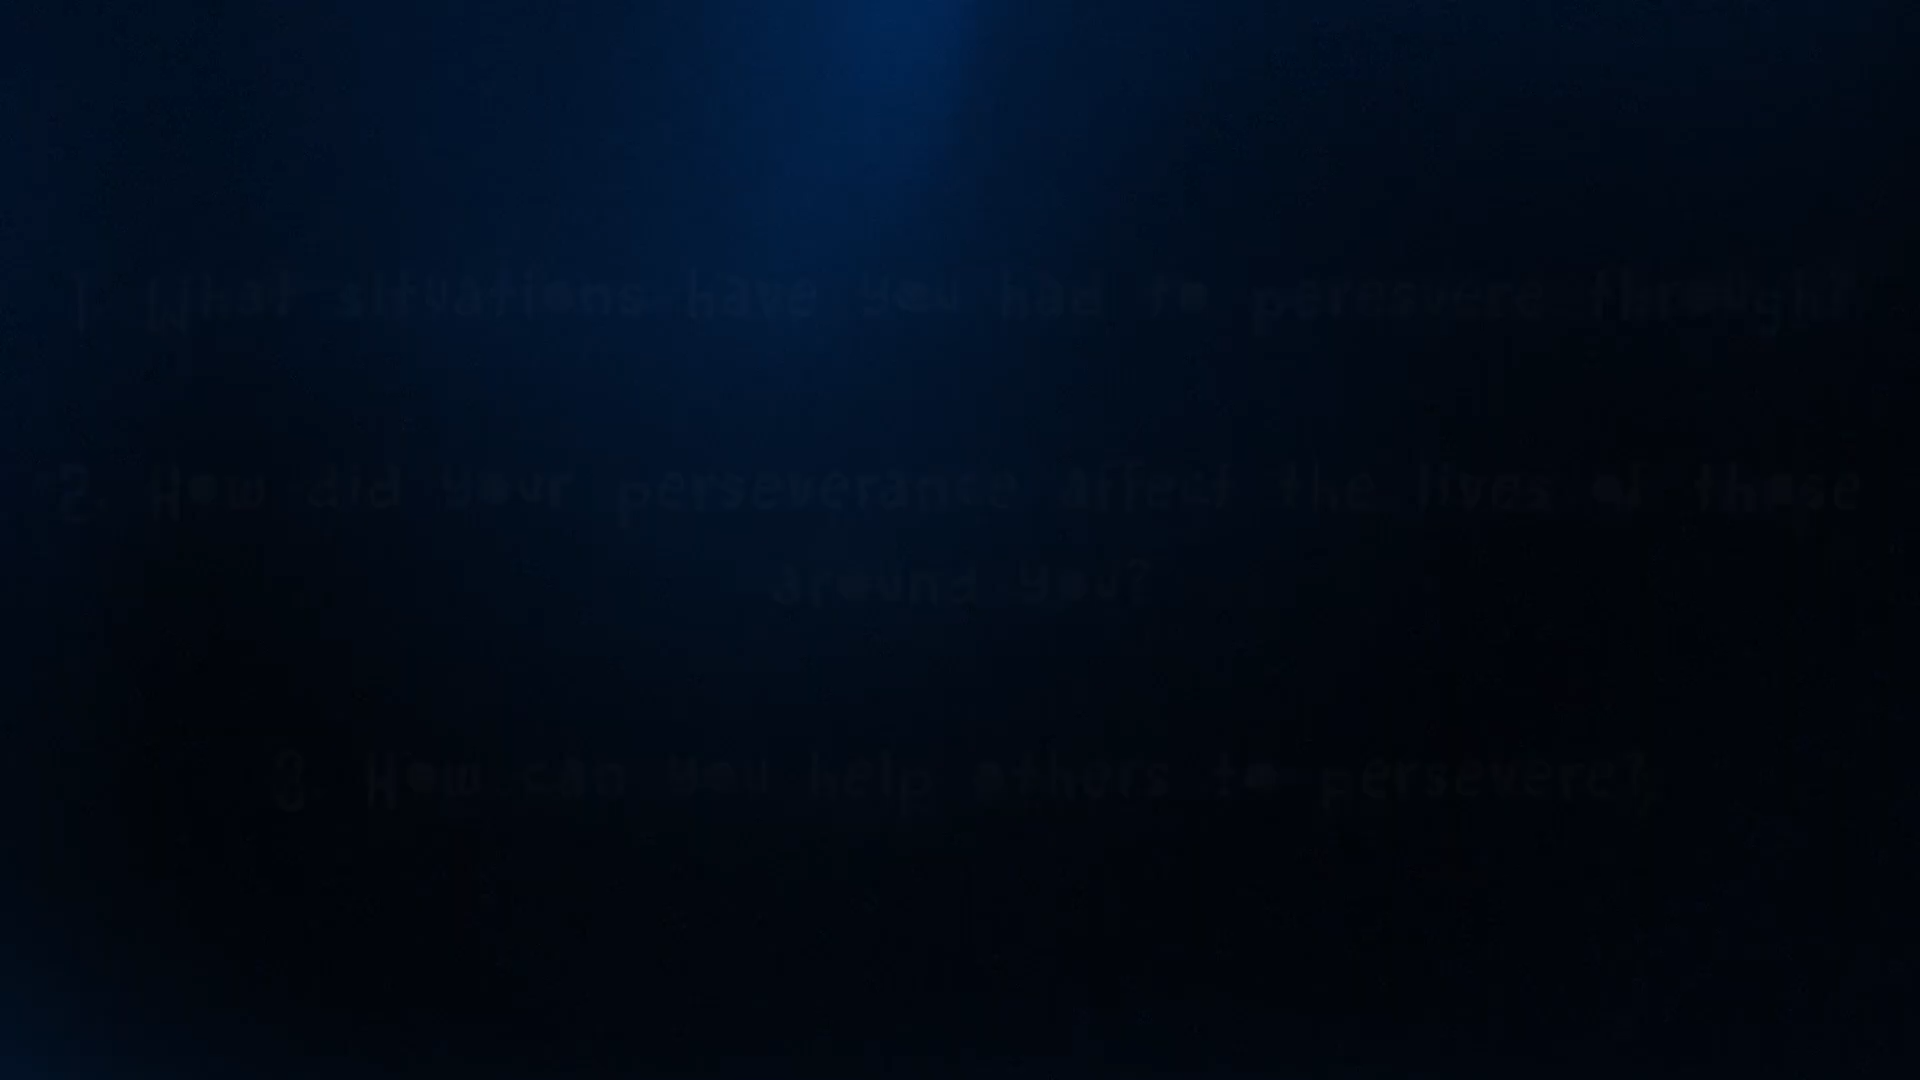 1. What situations have you had to peresvere through?
2. How did your perseverance affect the lives of those
around you?
3. How can you help others to persevere?